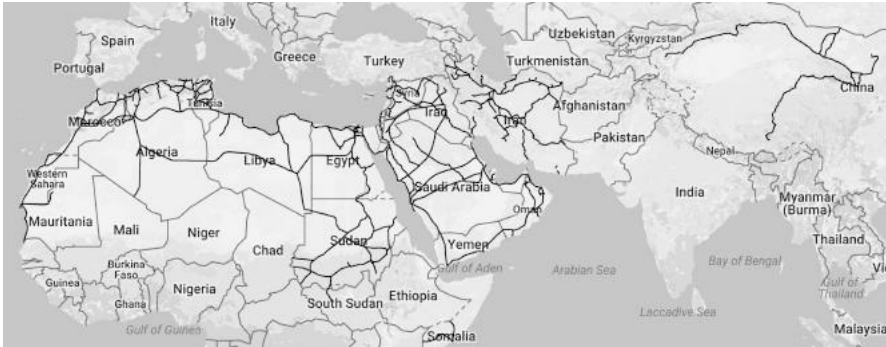 Italy
Spain
Portugal
Greece
Turkey
Uzbekistan
Kyrgyzstan
Turkmenistan
Syria
Tunisia
Morocco
Iraq
Iran
Afghanistan
China
Algeria
Libya
Egypt
Pakistan
Nepal
Western
Sahara
Saudi Arabia
India
Myanmar
(Burma)
Mauritania
Mali
Niger
Chad
Sudan
Oman
Yemen
Thailand
Vi
Burkina
Faso
Guinea
Ghana
Nigeria
South Sudan
Ethiopia
Gulf of Aden
Arabian Sea
Bay of Bengal
Gulf of
Thailand
Gulf of Guinea
Somalia
Laccadive Sea
Malaysia